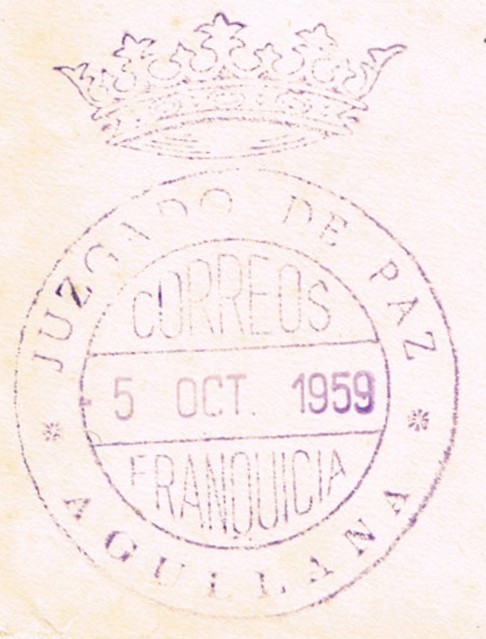 JUZGADO DE PAZ
CORREOS
5 OCT. 1959
FRANQUICIA
AGULLANA